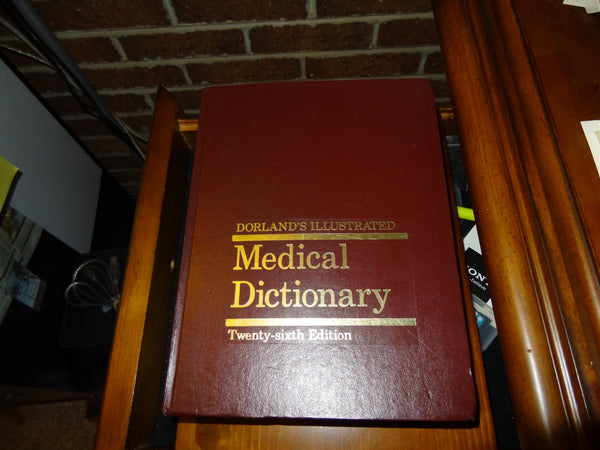 DORLAND'S ILLUSTRATED
Medical
Dictionary
Twenty-sixth Edition